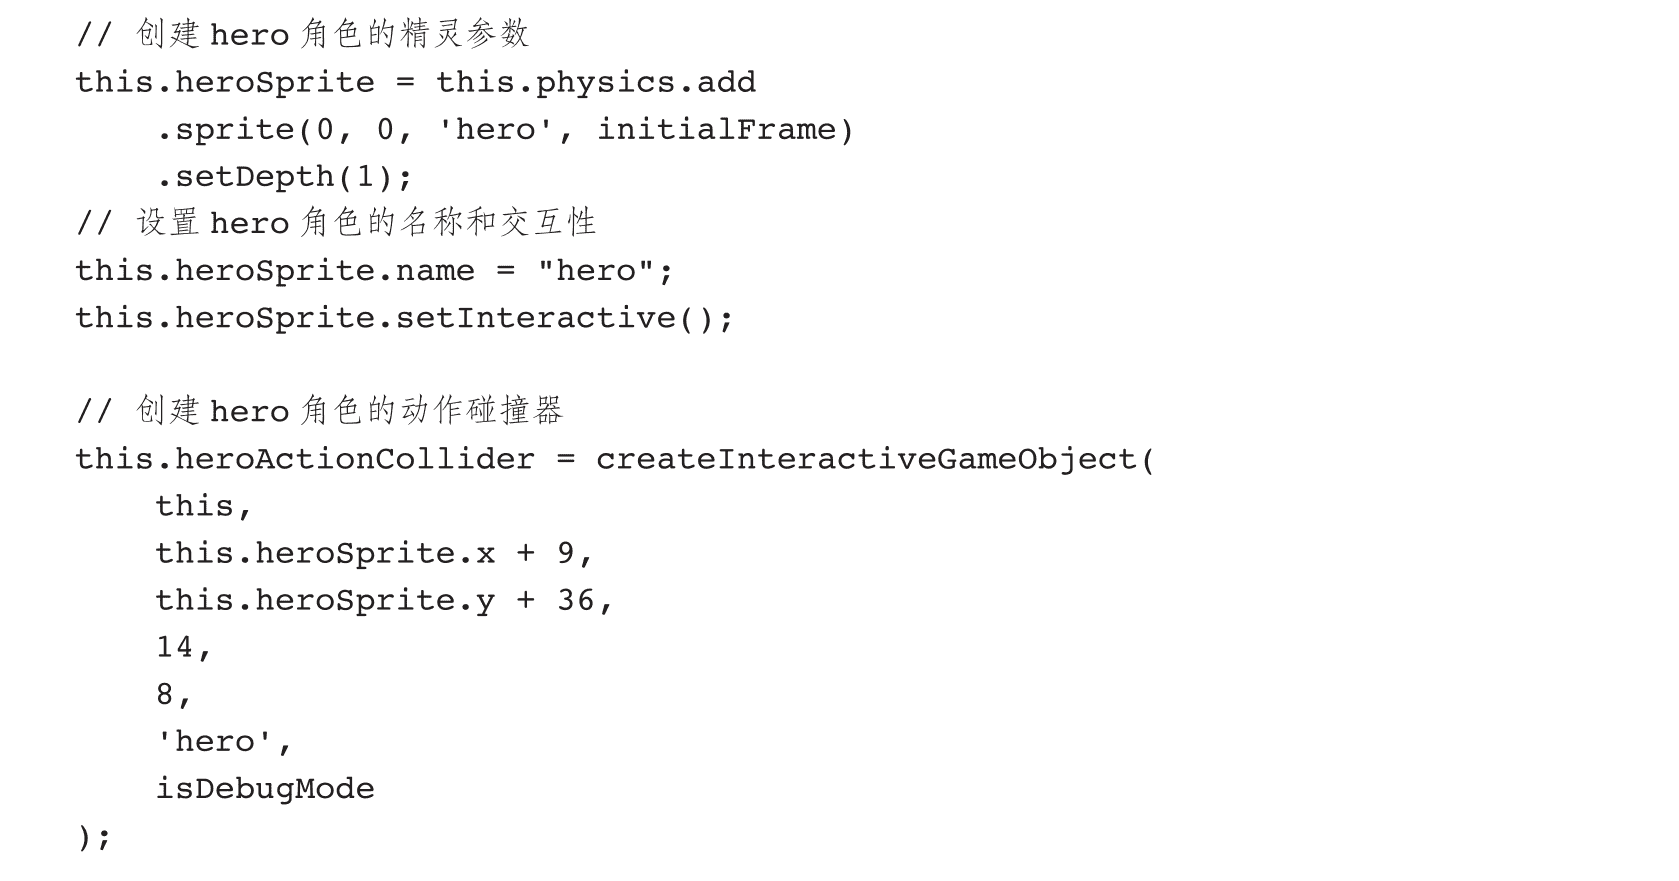 // 创建 hero 角色的精灵参数
this.heroSprite = this.physics.add
    .sprite(0, 0, 'hero', initialFrame)
    .setDepth(1);
// 设置 hero 角色的名称和交互性
this.heroSprite.name = "hero";
this.heroSprite.setInteractive();

// 创建 hero 角色的动作碰撞器
this.heroActionCollider = createInteractiveGameObject(
    this,
    this.heroSprite.x + 9,
    this.heroSprite.y + 36,
    14,
    8,
    'hero',
    isDebugMode
);